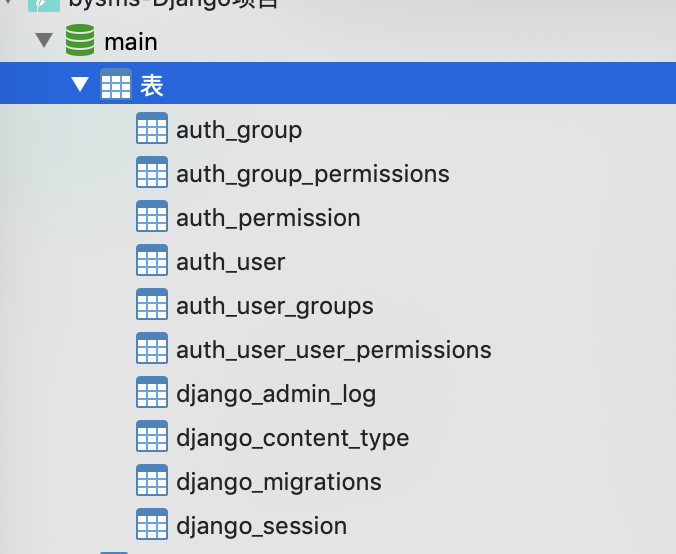 bysms-Django项目
main
表
auth_group
auth_group_permissions
auth_permission
auth_user
auth_user_groups
auth_user_user_permissions
django_admin_log
django_content_type
django_migrations
django_session